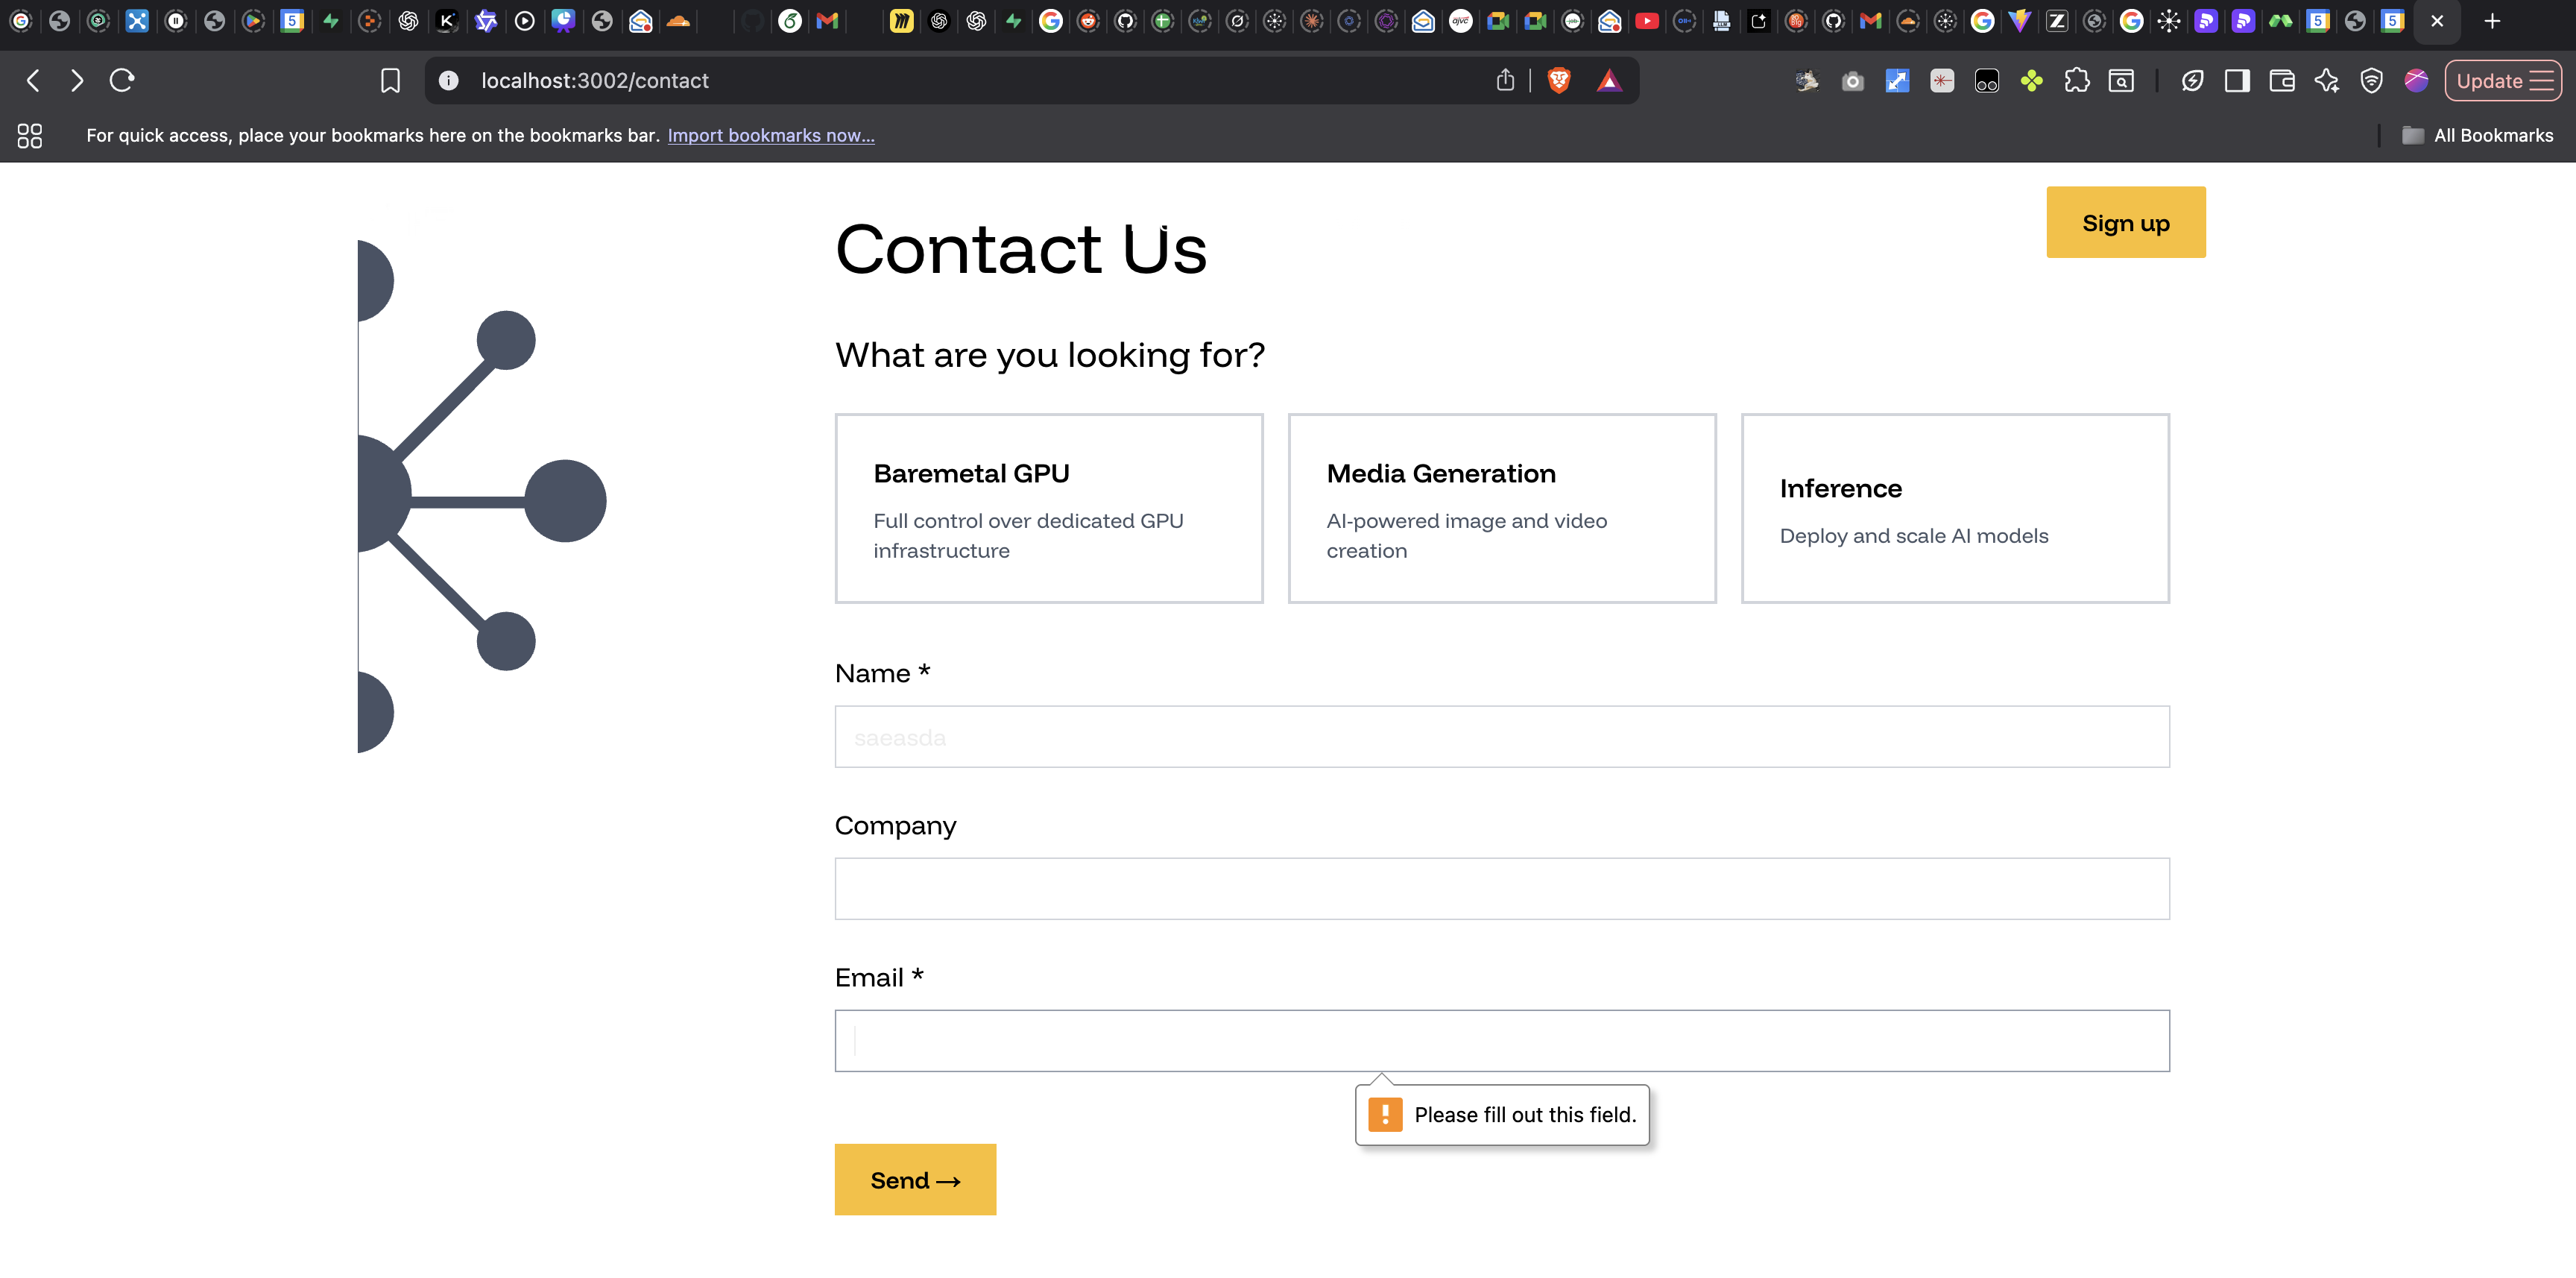 localhost:3002/contact
Update
For quick access, place your bookmarks here on the bookmarks bar. Import bookmarks now...
All Bookmarks
Sign up
Contact Us
What are you looking for?
Baremetal GPU
Full control over dedicated GPU
infrastructure
Media Generation
AI-powered image and video
creation
Inference
Deploy and scale AI models
Name *
saeasda
Company
Email *
Please fill out this field.
Send →